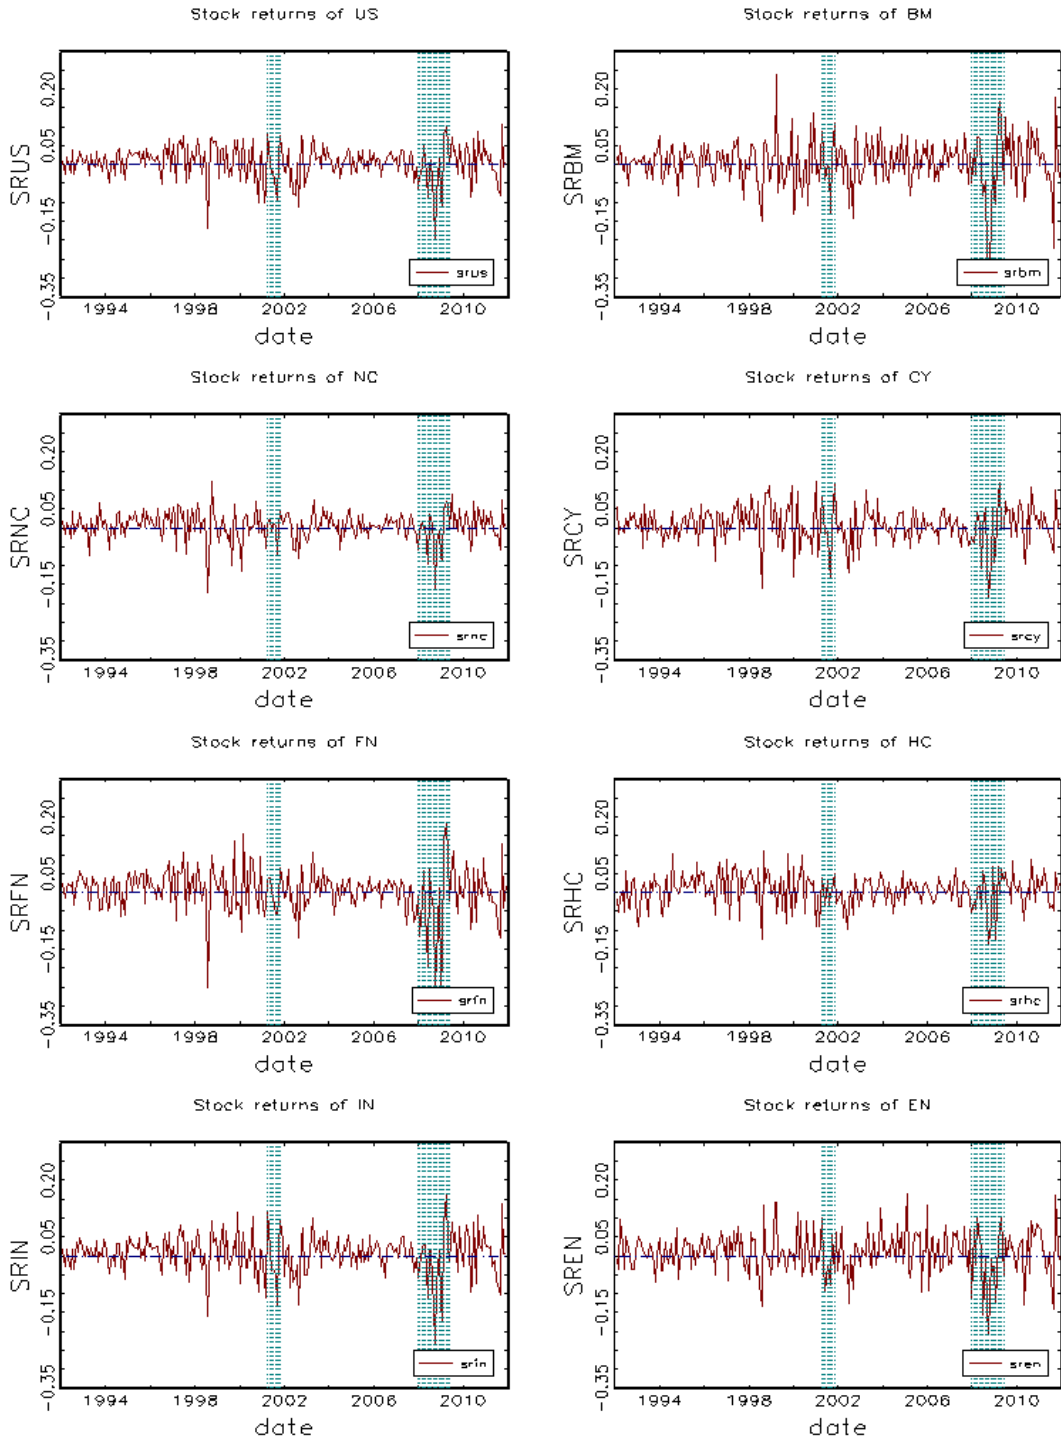 Stock returns of US
SRUS
0.20
0.05
-0.15
-0.35
srus
1994 1998 2002 2006 2010
date
Stock returns of BM
SRBM
0.20
0.05
-0.15
-0.35
srbm
1994 1998 2002 2006 2010
date
Stock returns of NC
SRNC
0.20
0.05
-0.15
-0.35
srnc
1994 1998 2002 2006 2010
date
Stock returns of CY
SRCY
0.20
0.05
-0.15
-0.35
srcy
1994 1998 2002 2006 2010
date
Stock returns of FN
SRFN
0.20
0.05
-0.15
-0.35
srfn
1994 1998 2002 2006 2010
date
Stock returns of HC
SRHC
0.20
0.05
-0.15
-0.35
srhc
1994 1998 2002 2006 2010
date
Stock returns of IN
SRIN
0.20
0.05
-0.15
-0.35
srin
1994 1998 2002 2006 2010
date
Stock returns of EN
SREN
0.20
0.05
-0.15
-0.35
sren
1994 1998 2002 2006 2010
date